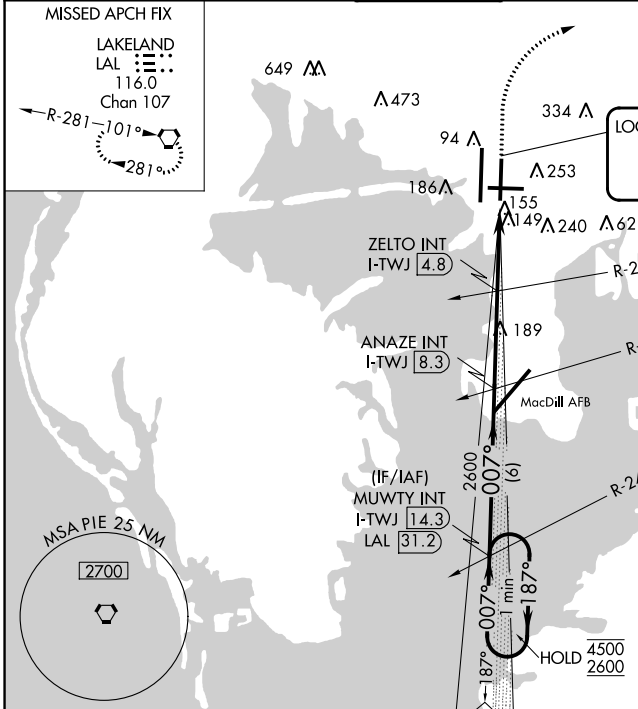 MISSED APCH FIX
LAKELAND
LAL
116.0
Chan 107
R-281
101°
281°
649
473
334
94
LOC
253
186
155
149
240
62
ZELTO INT
I-TWJ 4.8
R-2
189
ANAZE INT
I-TWJ 8.3
R-
MacDill AFB
2600
007°
(6)
(IF/IAF)
MUWTY INT
I-TWJ 14.3
LAL 31.2
R-24
MSA PIE 25 NM
2700
007°
1 min
187°
187°
HOLD
4500
2600